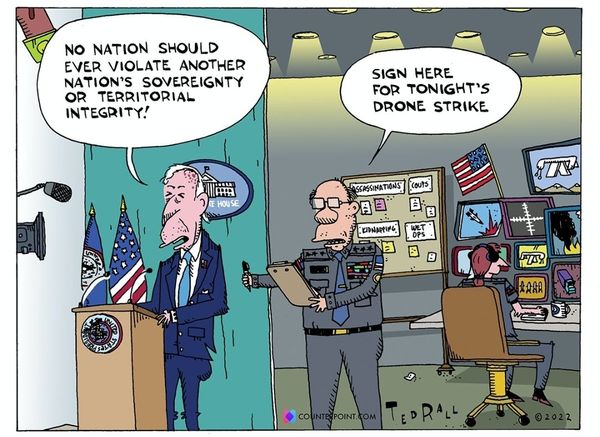 NO NATION SHOULD
EVER VIOLATE ANOTHER
NATION'S SOVEREIGNTY
OR TERRITORIAL
INTEGRITY!
SIGN HERE
FOR TONIGHT'S
DRONE STRIKE
E HOUSE
ASSASSINATIONS
COUPS
KIDNAPPING
WET
OPS
COUNTERPOINT.COM
TED RALL
©2022